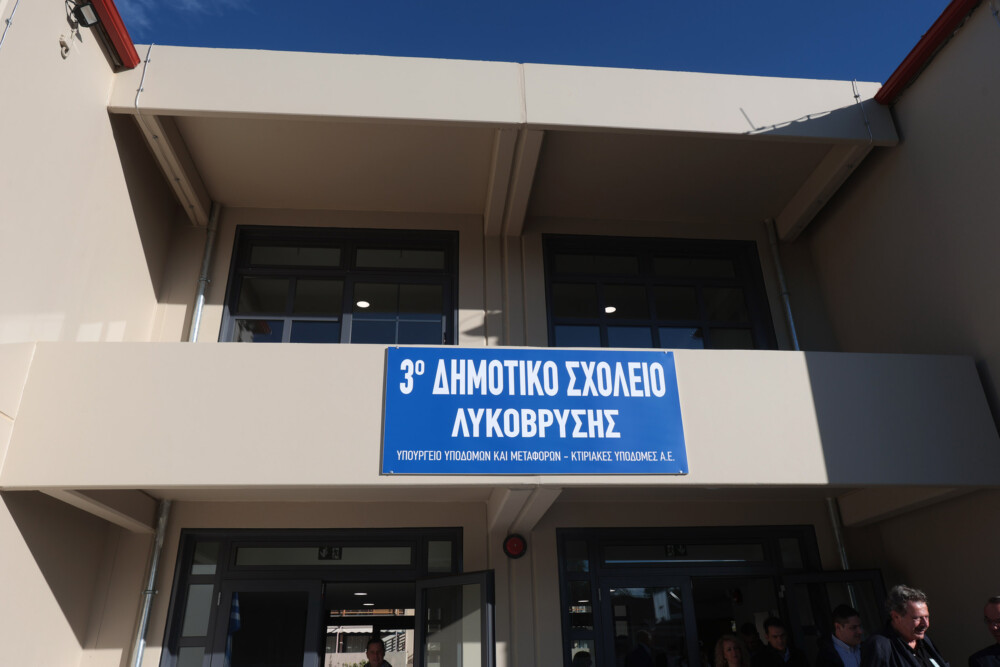 3ο ΔΗΜΟΤΙΚΟ ΣΧΟΛΕΙΟ
ΛΥΚΟΒΡΥΣΗΣ
ΥΠΟΥΡΓΕΙΟ ΥΠΟΔΟΜΩΝ ΚΑΙ ΜΕΤΑΦΟΡΩΝ – ΚΤΙΡΙΑΚΕΣ ΥΠΟΔΟΜΕΣ Α.Ε.